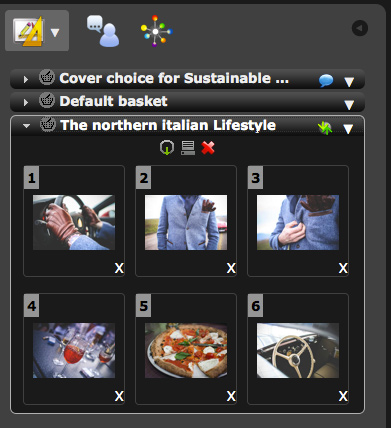 Cover choice for Sustainable ...
Default basket
The northern italian Lifestyle
1 2 3
X X X
4 5 6
X X X